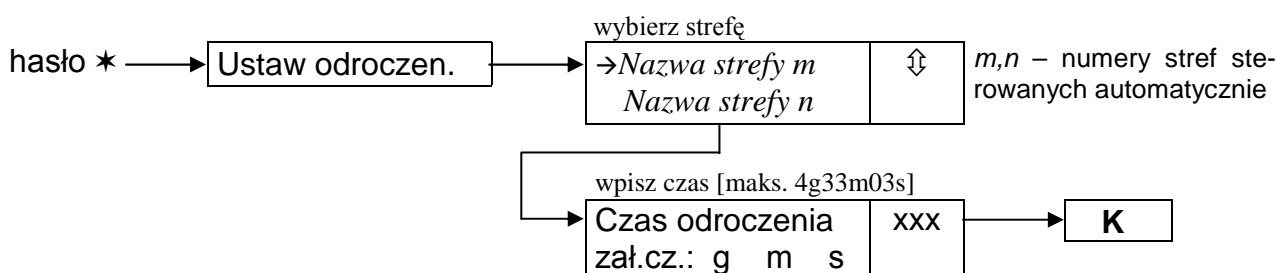 wybierz strefę
hasło ✶ Ustaw odroczen. →Nazwa strefy m ⇕ m,n – numery stref ste-
Nazwa strefy n rowanych automatycznie
wpisz czas [maks. 4g33m03s]
Czas odroczenia xxx K
zał.cz.: g m s